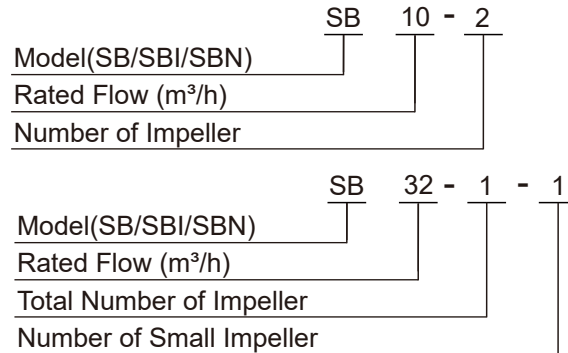 SB 10 - 2
Model(SB/SBI/SBN)
Rated Flow (m³/h)
Number of Impeller
SB 32 - 1 - 1
Model(SB/SBI/SBN)
Rated Flow (m³/h)
Total Number of Impeller
Number of Small Impeller